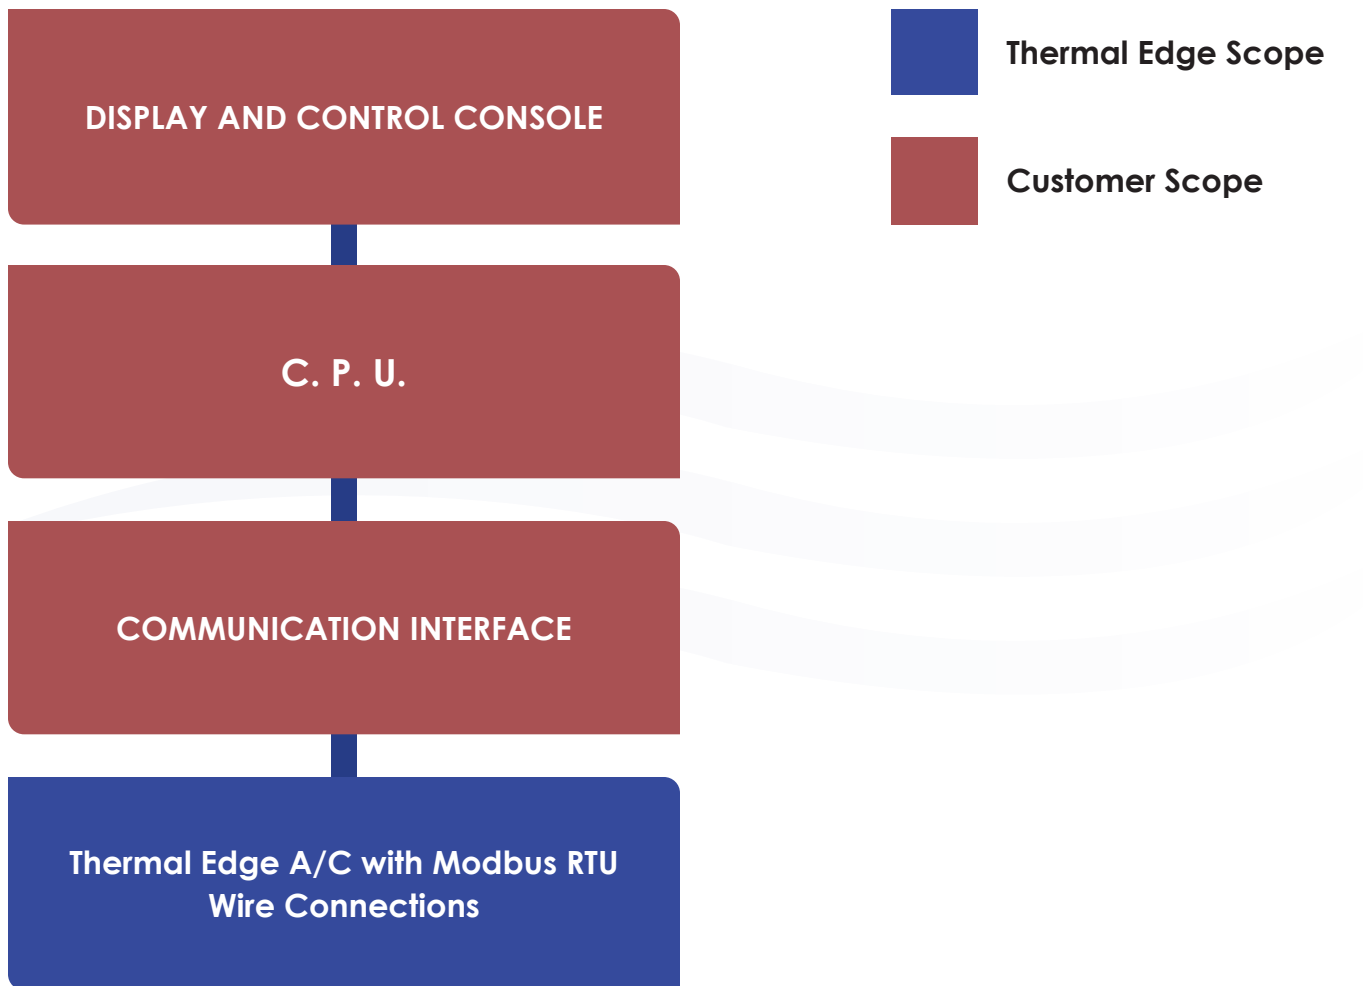 DISPLAY AND CONTROL CONSOLE
Thermal Edge Scope
Customer Scope
C. P. U.
COMMUNICATION INTERFACE
Thermal Edge A/C with Modbus RTU
Wire Connections